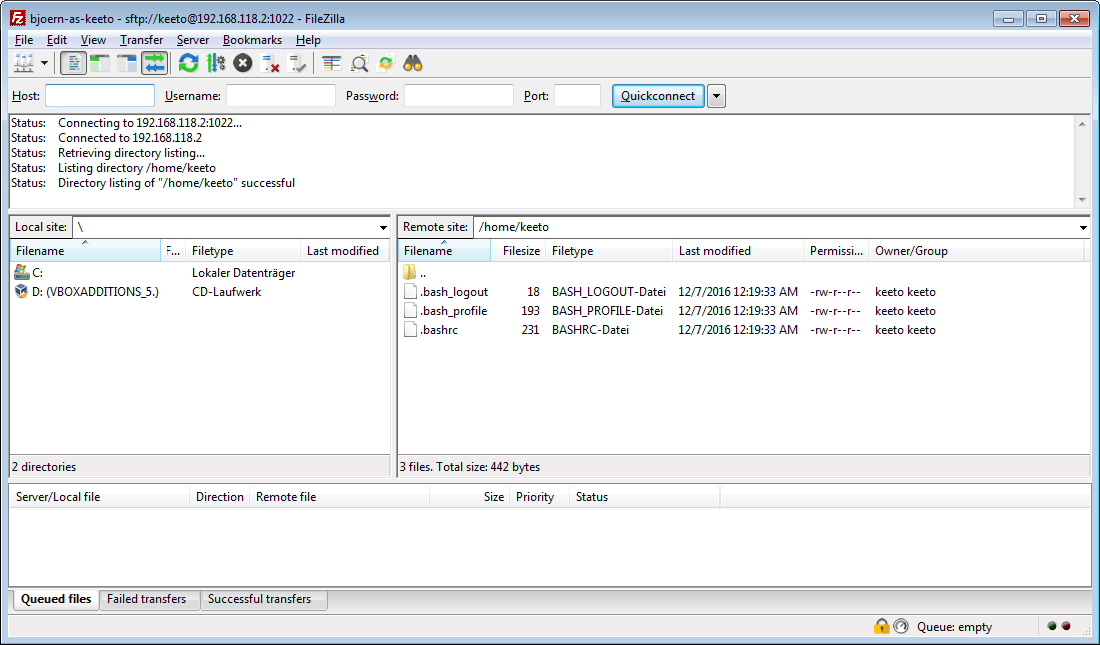 bjoern-as-keeto - sftp://keeto@192.168.118.2:1022 - FileZilla
File Edit View Transfer Server Bookmarks Help
Host: Username: Password: Port: Quickconnect
Status: Connecting to 192.168.118.2:1022...
Status: Connected to 192.168.118.2
Status: Retrieving directory listing...
Status: Listing directory /home/keeto
Status: Directory listing of "/home/keeto" successful
Local site: \
Filename F... Filetype Last modified
C: Lokaler Datenträger
D: (VBOXADDITIONS_5.) CD-Laufwerk
2 directories
Remote site: /home/keeto
Filename Filesize Filetype Last modified Permissi... Owner/Group
..
.bash_logout 18 BASH_LOGOUT-Datei 12/7/2016 12:19:33 AM -rw-r--r-- keeto keeto
.bash_profile 193 BASH_PROFILE-Datei 12/7/2016 12:19:33 AM -rw-r--r-- keeto keeto
.bashrc 231 BASHRC-Datei 12/7/2016 12:19:33 AM -rw-r--r-- keeto keeto
3 files. Total size: 442 bytes
Server/Local file Direction Remote file Size Priority Status
Queued files Failed transfers Successful transfers
Queue: empty